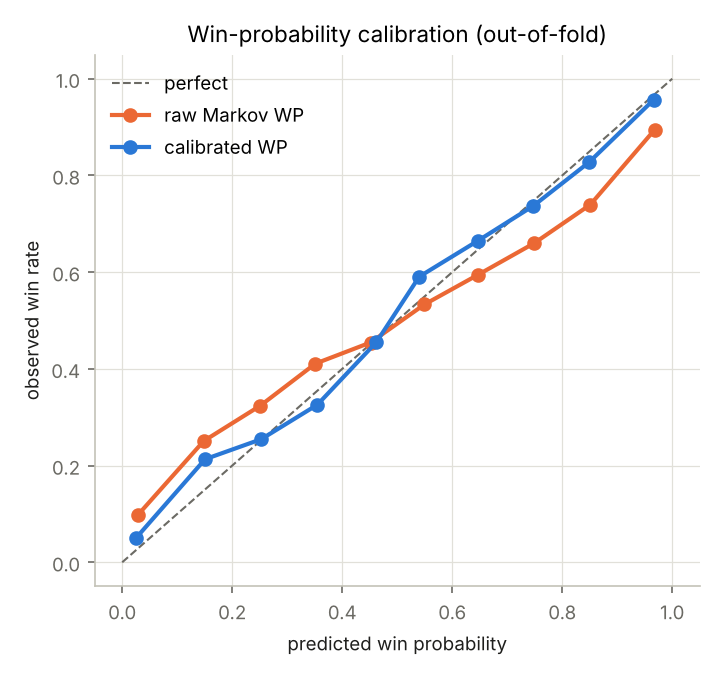 Win-probability calibration (out-of-fold)
perfect
raw Markov WP
calibrated WP
1.0
0.8
0.6
0.4
0.2
0.0
observed win rate
0.0 0.2 0.4 0.6 0.8 1.0
predicted win probability